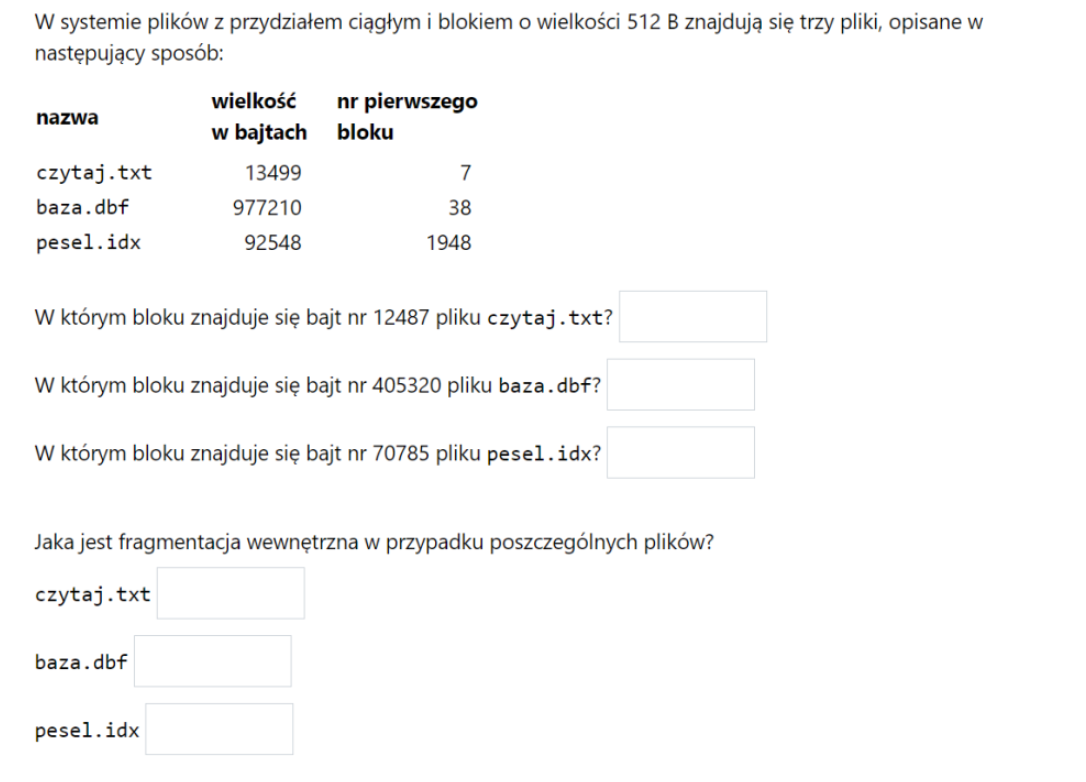 W systemie plików z przydziałem ciągłym i blokiem o wielkości 512 B znajdują się trzy pliki, opisane w
następujący sposób:
nazwa wielkość w bajtach nr pierwszego bloku
czytaj.txt 13499 7
baza.dbf 977210 38
pesel.idx 92548 1948
W którym bloku znajduje się bajt nr 12487 pliku czytaj.txt?
W którym bloku znajduje się bajt nr 405320 pliku baza.dbf?
W którym bloku znajduje się bajt nr 70785 pliku pesel.idx?
Jaka jest fragmentacja wewnętrzna w przypadku poszczególnych plików?
czytaj.txt
baza.dbf
pesel.idx